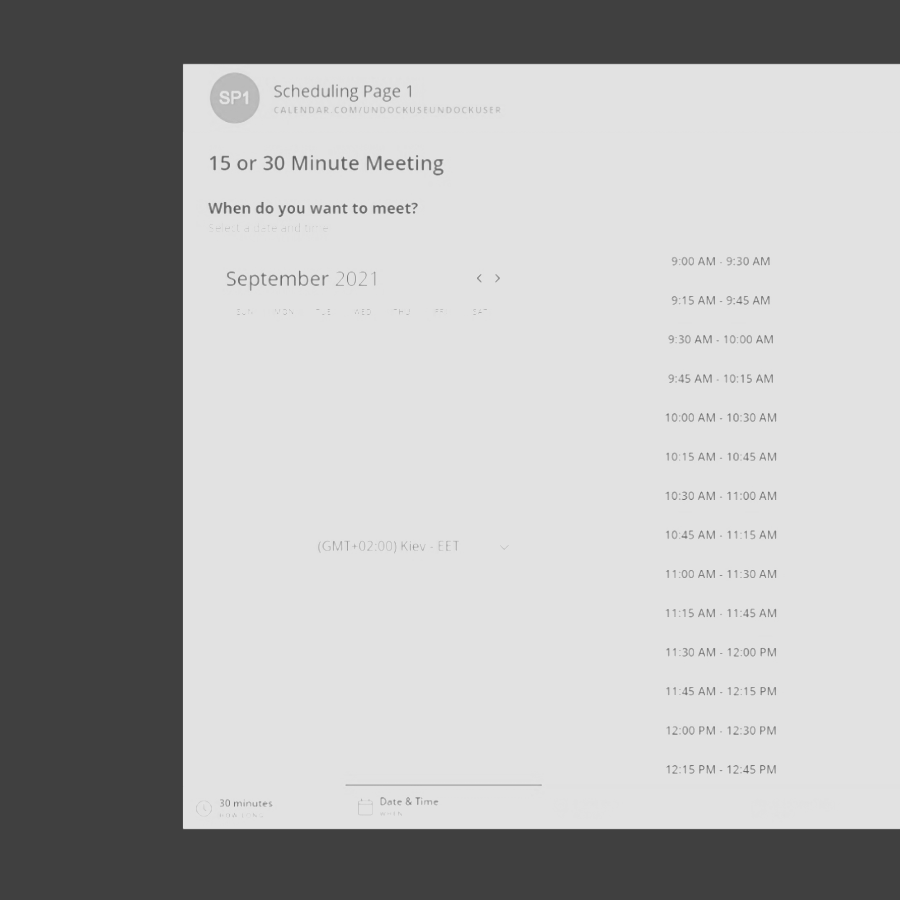 SP1
Scheduling Page 1
CALENDAR.COM/UNDOCKUSEUNDOCKUSER
15 or 30 Minute Meeting
When do you want to meet?
Select a date and time
September 2021
SUN MON TUE WED THU FRI SAT
(GMT+02:00) Kiev - EET
9:00 AM - 9:30 AM
9:15 AM - 9:45 AM
9:30 AM - 10:00 AM
9:45 AM - 10:15 AM
10:00 AM - 10:30 AM
10:15 AM - 10:45 AM
10:30 AM - 11:00 AM
10:45 AM - 11:15 AM
11:00 AM - 11:30 AM
11:15 AM - 11:45 AM
11:30 AM - 12:00 PM
11:45 AM - 12:15 PM
12:00 PM - 12:30 PM
12:15 PM - 12:45 PM
30 minutes
Date & Time